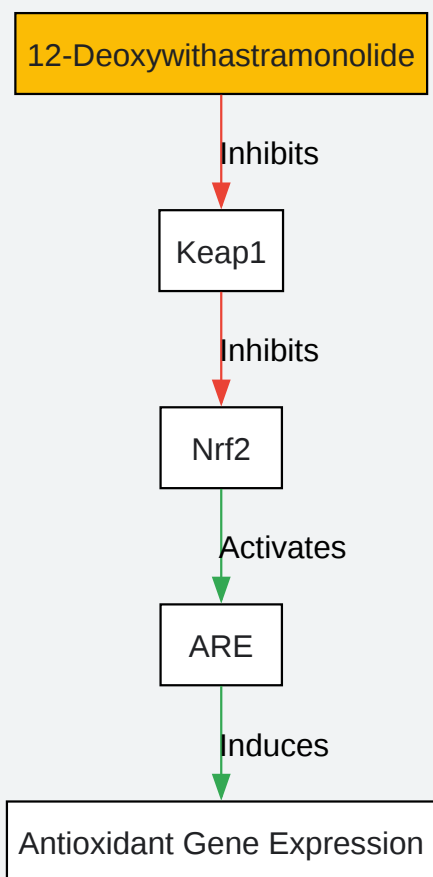 12-Deoxywithastramonolide
Inhibits
Keap1
Inhibits
Nrf2
Activates
ARE
Induces
Antioxidant Gene Expression